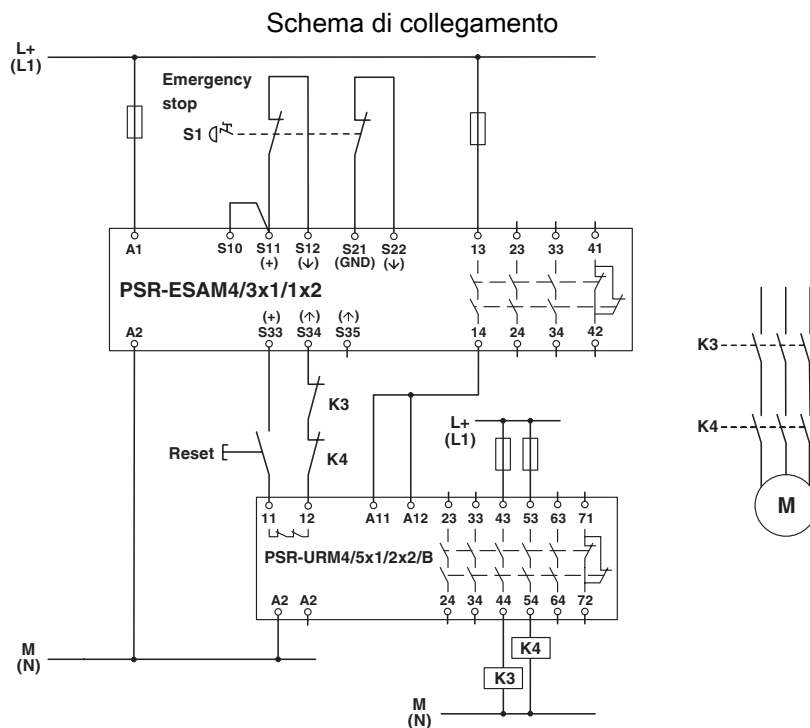 Schema di collegamento
L+
(L1)
Emergency
stop
S1
A1 S10 S11 S12 S21 S22 13 23 33 41
(+) (↓) (GND) (↓)
PSR-ESAM4/3x1/1x2
(+) (↑) (↑)
A2 S33 S34 S35 14 24 34 42
K3
K3
L+
(L1)
K4
Reset
K4
M
11 12 A11 A12 23 33 43 53 63 71
PSR-URM4/5x1/2x2/B
A2 A2 24 34 44 54 64 72
M
(N)
K4
K3
M
(N)